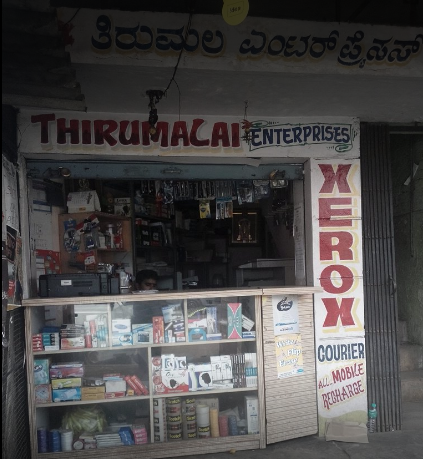 ತಿರುಮಲ ಎಂಟರ್‌ಪ್ರೈಸಸ್
THIRUMALAI ENTERPRISES
XEROX
COURIER
ALL MOBILE
RECHARGE